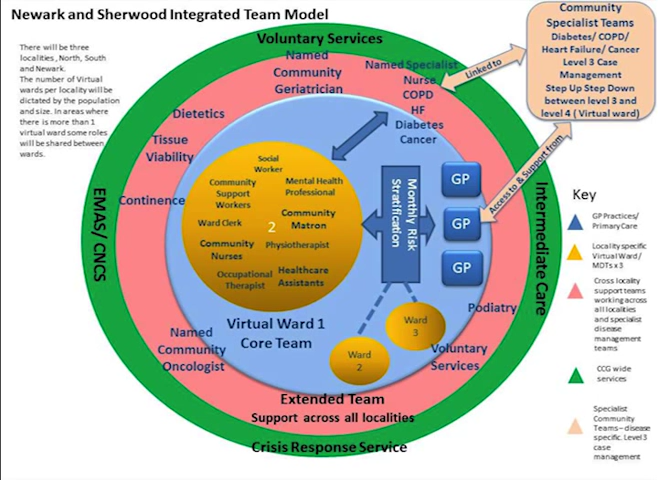 Newark and Sherwood Integrated Team Model
There will be three
localities , North, South
and Newark.
The number of Virtual
wards per locality will be
dictated by the population
and size. In areas where
there is more than 1
virtual ward some roles
will be shared between
wards.
Voluntary Services
Named
Community
Geriatrician
Named Specialist
Nurse
COPD
HF
Diabetes
Cancer
Linked to
Community
Specialist Teams
Diabetes/ COPD/
Heart Failure/ Cancer
Level 3 Case
Management
Step Up Step Down
between level 3 and
level 4 ( Virtual ward)
Access to & Support from
Dietetics
Tissue
Viability
Continence
EMAS/ CNCS
Social
Worker
Community
Support
Workers
Mental Health
Professional
Ward Clerk
2
Community
Matron
Community
Nurses
Physiotherapist
Occupational
Therapist
Healthcare
Assistants
Monthly Risk
Stratification
GP
GP
GP
Intermediate Care
Virtual Ward 1
Core Team
Ward
3
Ward
2
Podiatry
Voluntary
Services
Named
Community
Oncologist
Extended Team
Support across all localities
Crisis Response Service
Key
GP Practices/
Primary Care
Locality specific
Virtual Ward/
MDTs x 3
Cross locality
support teams
working across
all localities
and specialist
disease
management
teams
CCG wide
services
Specialist
Community
Teams – disease
specific. Level 3
case
management